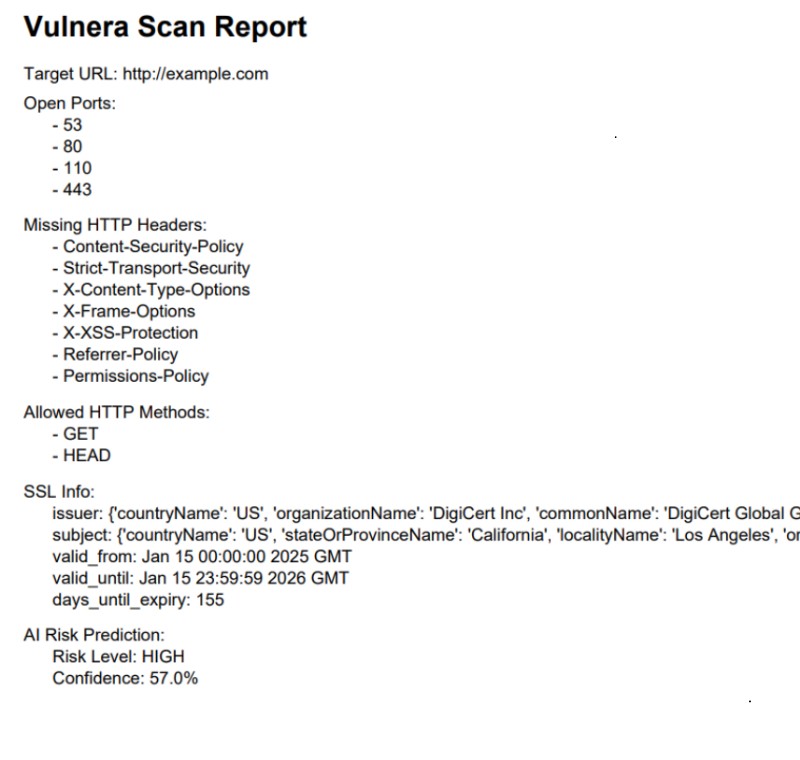 Vulnera Scan Report
Target URL: http://example.com
Open Ports:
- 53
- 80
- 110
- 443
Missing HTTP Headers:
- Content-Security-Policy
- Strict-Transport-Security
- X-Content-Type-Options
- X-Frame-Options
- X-XSS-Protection
- Referrer-Policy
- Permissions-Policy
Allowed HTTP Methods:
- GET
- HEAD
SSL Info:
issuer: {'countryName': 'US', 'organizationName': 'DigiCert Inc', 'commonName': 'DigiCert Global G
subject: {'countryName': 'US', 'stateOrProvinceName': 'California', 'localityName': 'Los Angeles', 'or
valid_from: Jan 15 00:00:00 2025 GMT
valid_until: Jan 15 23:59:59 2026 GMT
days_until_expiry: 155
AI Risk Prediction:
Risk Level: HIGH
Confidence: 57.0%